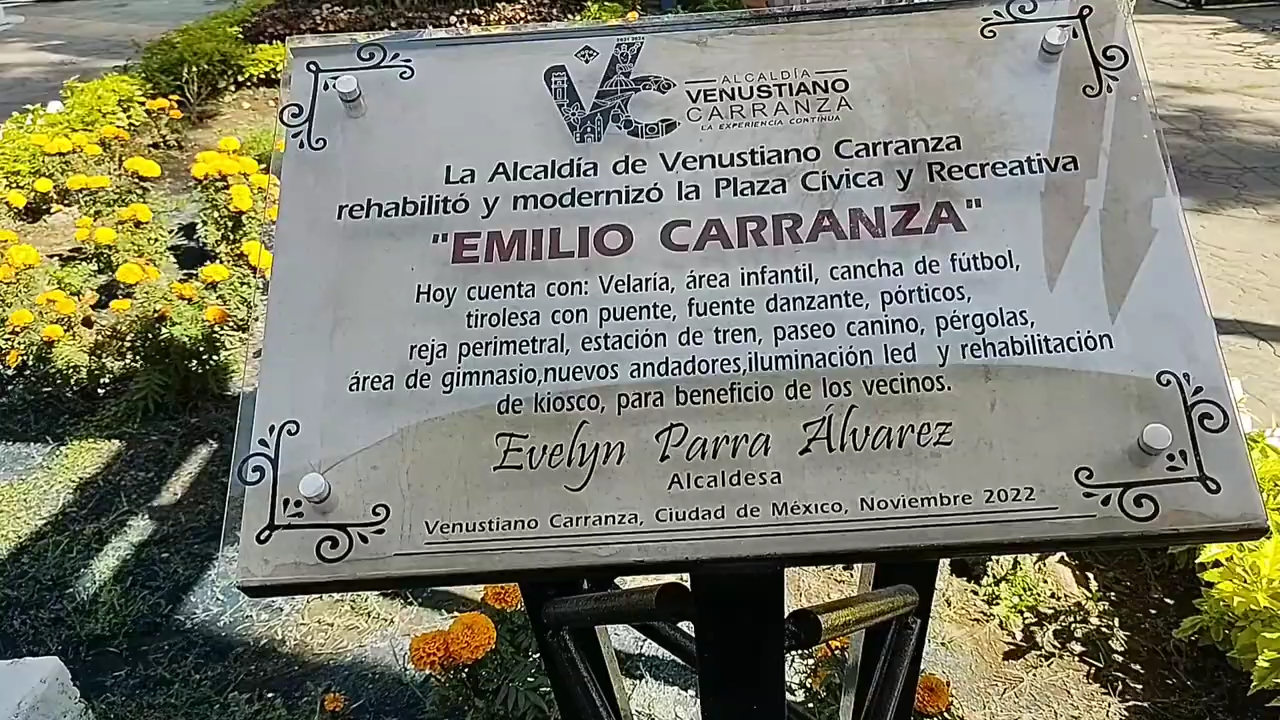 2021 2024
VC
ALCALDÍA
VENUSTIANO
CARRANZA
LA EXPERIENCIA CONTINÚA
La Alcaldía de Venustiano Carranza
rehabilitó y modernizó la Plaza Cívica y Recreativa
"EMILIO CARRANZA"
Hoy cuenta con: Velaría, área infantil, cancha de fútbol,
tirolesa con puente, fuente danzante, pórticos,
reja perimetral, estación de tren, paseo canino, pérgolas,
área de gimnasio,nuevos andadores,iluminación led y rehabilitación
de kiosco, para beneficio de los vecinos.
Evelyn Parra Álvarez
Alcaldesa
Venustiano Carranza, Ciudad de México, Noviembre 2022